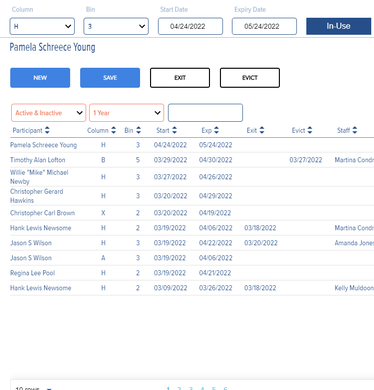 Column Bin Start Date Expiry Date
H 3 04/24/2022 05/24/2022 In-Use
Pamela Schreece Young
NEW SAVE EXIT EVICT
Active & Inactive 1 Year
Participant Column Bin Start Exp Exit Evict Staff
Pamela Schreece Young H 3 04/24/2022 05/24/2022
Timothy Alan Lofton B 5 03/29/2022 04/30/2022 03/27/2022 Martina Condr
Willie "Mike" Michael
Newby H 3 03/27/2022 04/26/2022
Christopher Gerard
Hawkins H 3 03/20/2022 04/29/2022
Christopher Carl Brown X 2 03/20/2022 04/19/2022
Hank Lewis Newsome H 2 03/19/2022 04/06/2022 03/18/2022 Martina Condr
Jason S Wilson H 3 03/19/2022 04/22/2022 03/20/2022 Amanda Jone
Jason S Wilson A 3 03/19/2022 04/06/2022
Regina Lee Pool H 2 03/19/2022 04/21/2022
Hank Lewis Newsome H 2 03/09/2022 03/26/2022 03/18/2022 Kelly Muldoon
10 rows 1 2 3 4 5 6